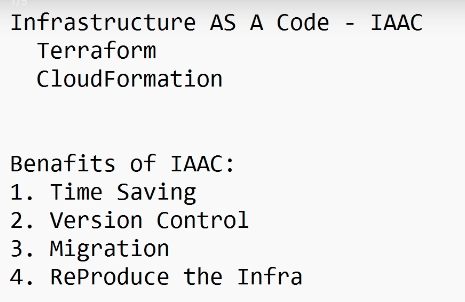 Infrastructure AS A Code - IAAC
Terraform
CloudFormation
Benafits of IAAC:
1. Time Saving
2. Version Control
3. Migration
4. ReProduce the Infra